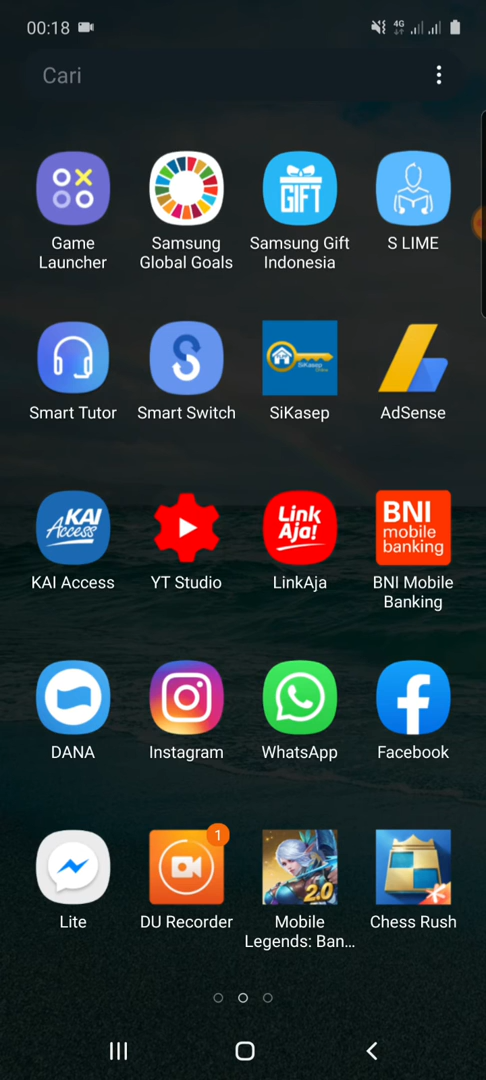 00:18
4G
Cari
GIFT
Game
Launcher
Samsung
Global Goals
Samsung Gift
Indonesia
S LIME
SiKasep
Smart Tutor
Smart Switch
SiKasep
AdSense
KAI
Access
Link
Aja!
BNI
mobile
banking
KAI Access
YT Studio
LinkAja
BNI Mobile
Banking
DANA
Instagram
WhatsApp
Facebook
1
2.0
Lite
DU Recorder
Mobile
Legends: Ban...
Chess Rush